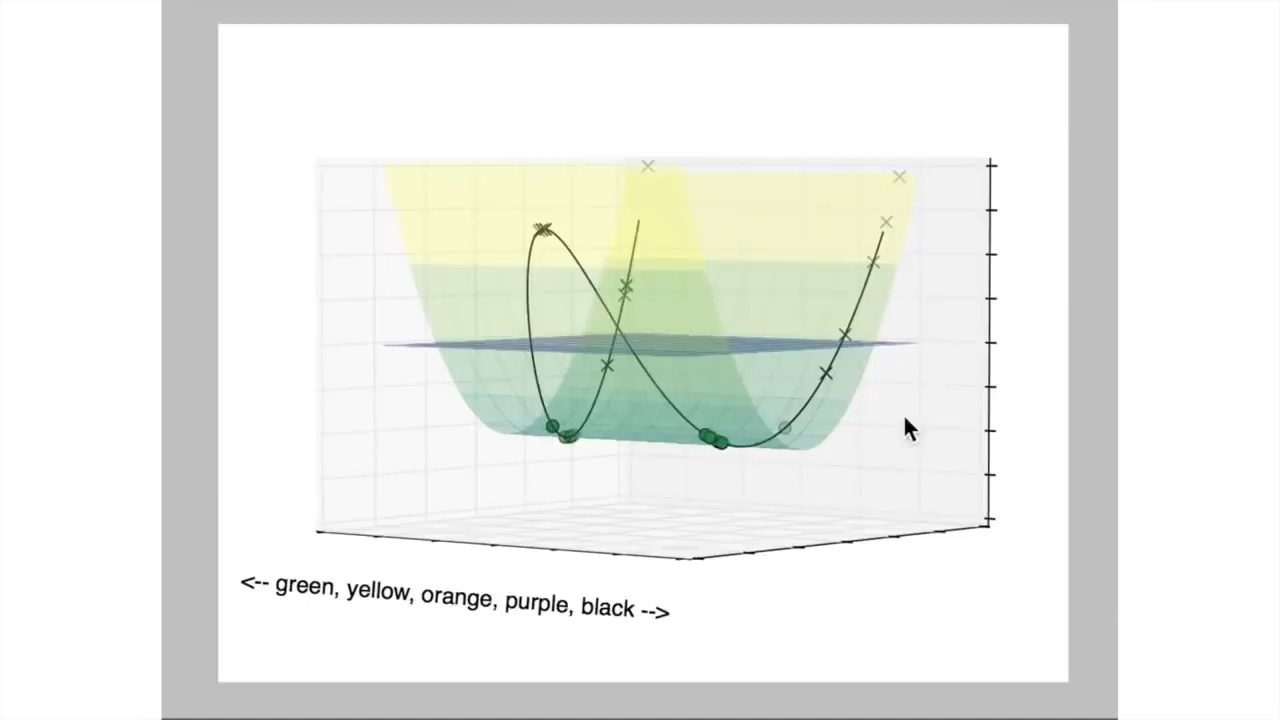 <-- green, yellow, orange, purple, black -->